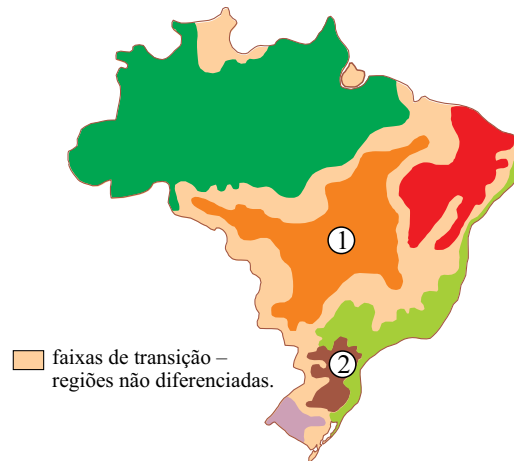 1
2
faixas de transição –
regiões não diferenciadas.